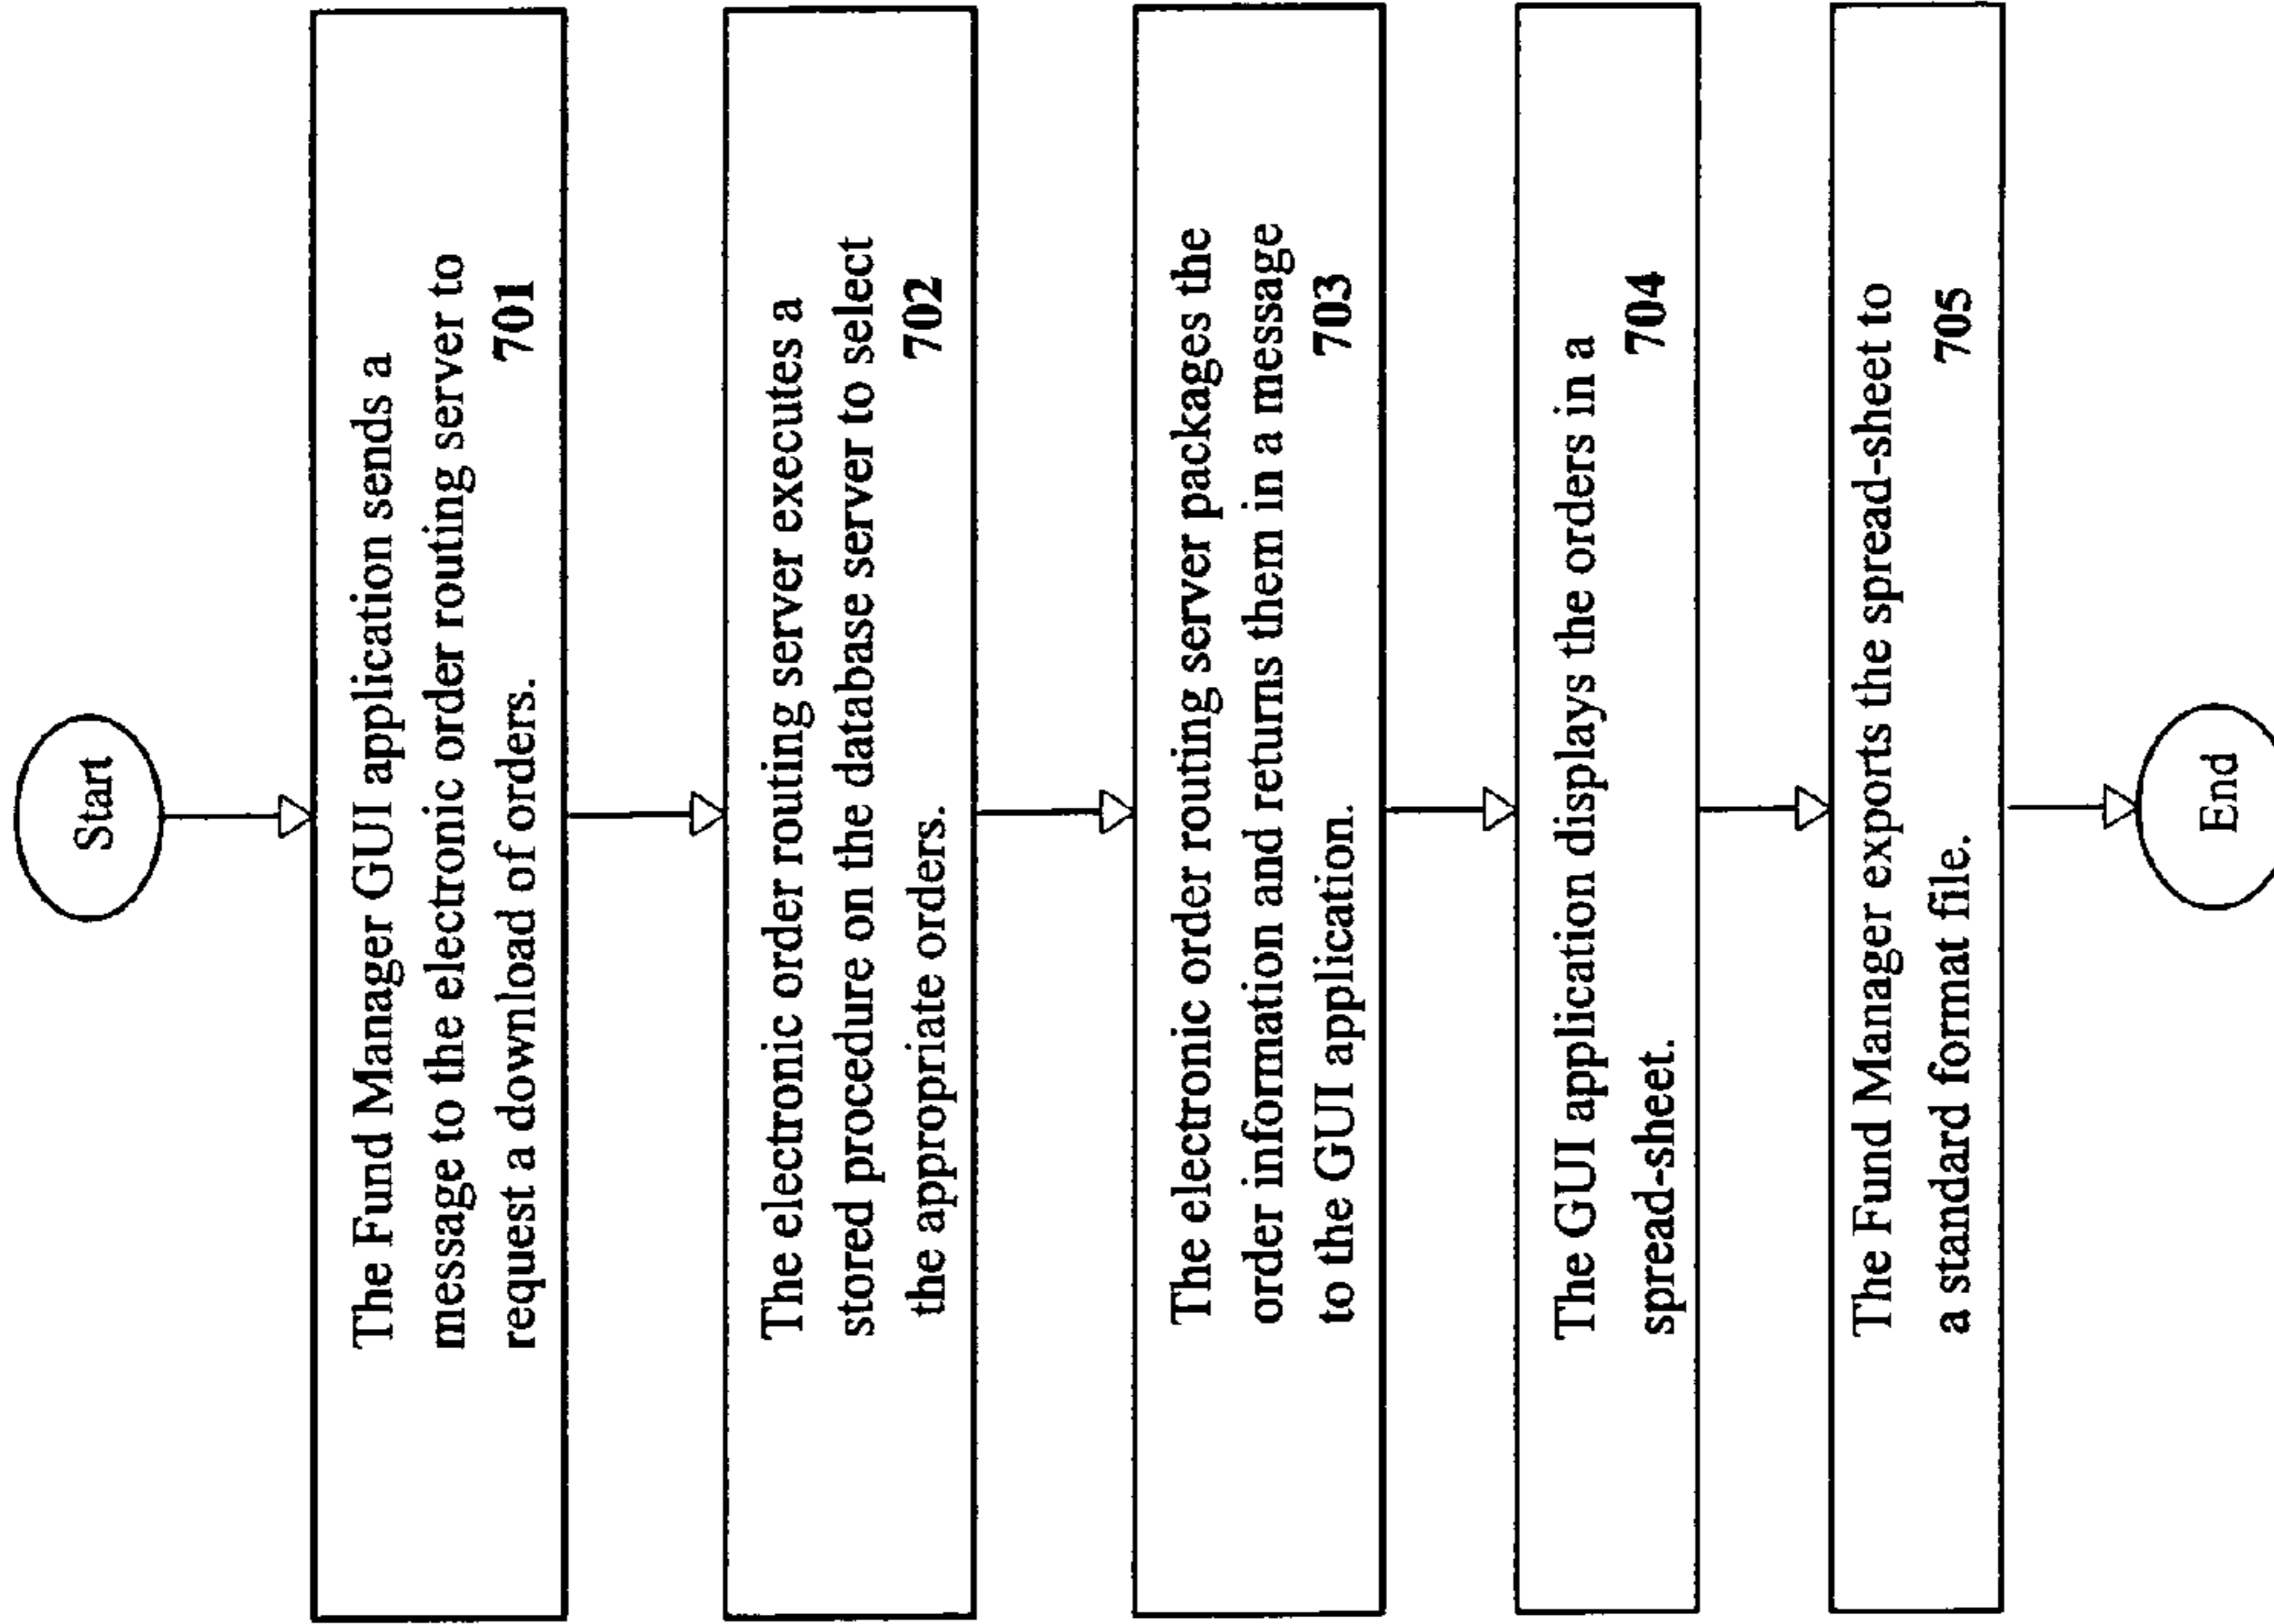 Start
The Fund Manager GUI application sends a
message to the electronic order routing server to
request a download of orders. 701
The electronic order routing server executes a
stored procedure on the database server to select
the appropriate orders. 702
The electronic order routing server packages the
order information and returns them in a message
to the GUI application. 703
The GUI application displays the orders in a
spread-sheet. 704
The Fund Manager exports the spread-sheet to
a standard format file. 705
End